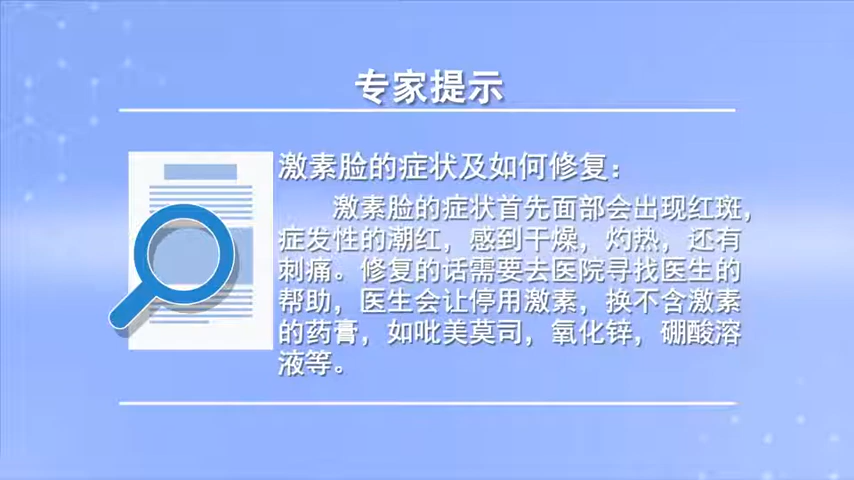 专家提示
激素脸的症状及如何修复：
激素脸的症状首先面部会出现红斑，
症发性的潮红，感到干燥，灼热，还有
刺痛。修复的话需要去医院寻找医生的
帮助，医生会让停用激素，换不含激素
的药膏，如吡美莫司，氧化锌，硼酸溶
液等。